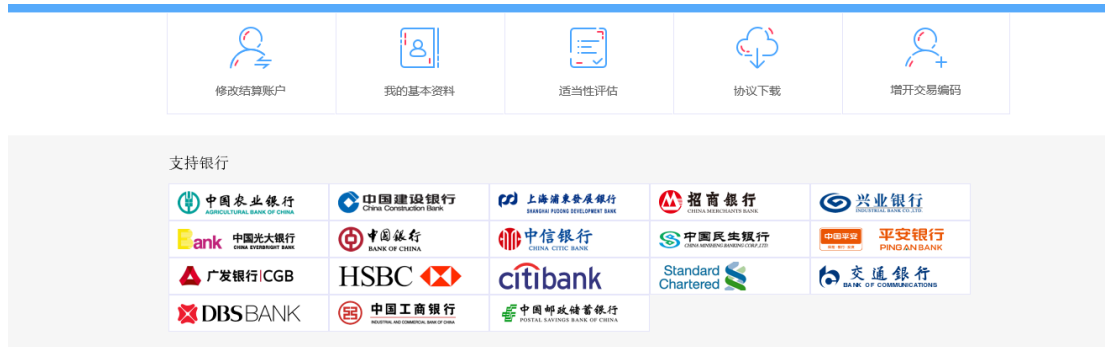 修改结算账户
我的基本资料
适当性评估
协议下载
增开交易编码
支持银行
中国农业银行
AGRICULTURAL BANK OF CHINA
中国建设银行
China Construction Bank
上海浦东发展银行
SHANGHAI PUDONG DEVELOPMENT BANK
招商银行
CHINA MERCHANTS BANK
兴业银行
INDUSTRIAL BANK CO.,LTD.
Bank 中国光大银行
CHINA EVERBRIGHT BANK
中国银行
BANK OF CHINA
中信银行
CHINA CITIC BANK
中国民生银行
CHINA MINSHENG BANKING CORP.,LTD.
中国平安
平安银行
PING AN BANK
广发银行|CGB
HSBC
citibank
Standard
Chartered
交通银行
BANK OF COMMUNICATIONS
DBS BANK
中国工商银行
INDUSTRIAL AND COMMERCIAL BANK OF CHINA
中国邮政储蓄银行
POSTAL SAVINGS BANK OF CHINA